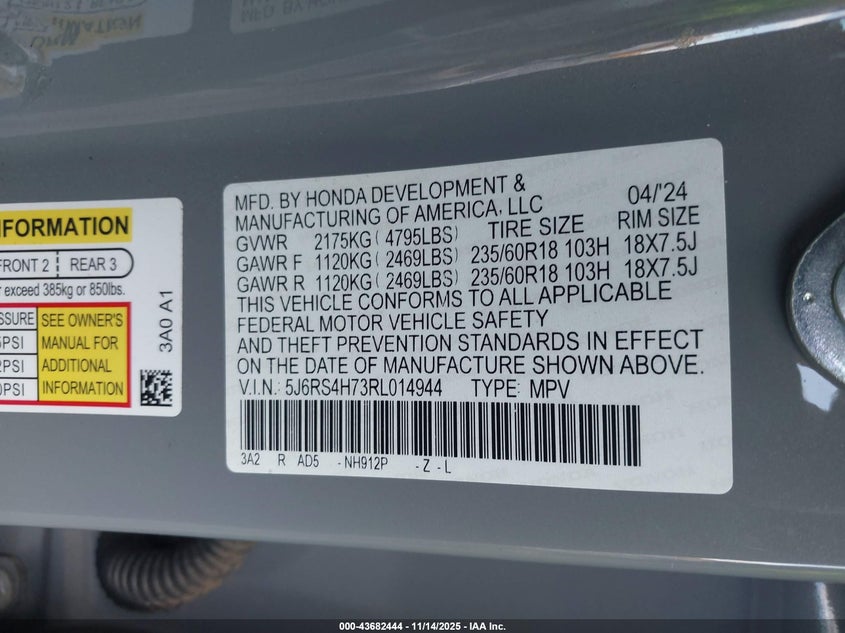 INFORMATION
FRONT 2 REAR 3
exceed 385kg or 850lbs.
SEE OWNER'S
MANUAL FOR
ADDITIONAL
INFORMATION
PSI
PSI
PSI
3A0 A1
MFD. BY HONDA DEVELOPMENT & 04/'24
MANUFACTURING OF AMERICA, LLC TIRE SIZE RIM SIZE
GVWR 2175KG ( 4795LBS)
GAWR F 1120KG ( 2469LBS) 235/60R18 103H 18X7.5J
GAWR R 1120KG ( 2469LBS) 235/60R18 103H 18X7.5J
THIS VEHICLE CONFORMS TO ALL APPLICABLE
FEDERAL MOTOR VEHICLE SAFETY
AND THEFT PREVENTION STANDARDS IN EFFECT
ON THE DATE OF MANUFACTURE SHOWN ABOVE.
V.I.N.: 5J6RS4H73RL014944 TYPE: MPV
3A2 R AD5 - NH912P - Z - L
000-43682444 - 11/14/2025 - IAA Inc.